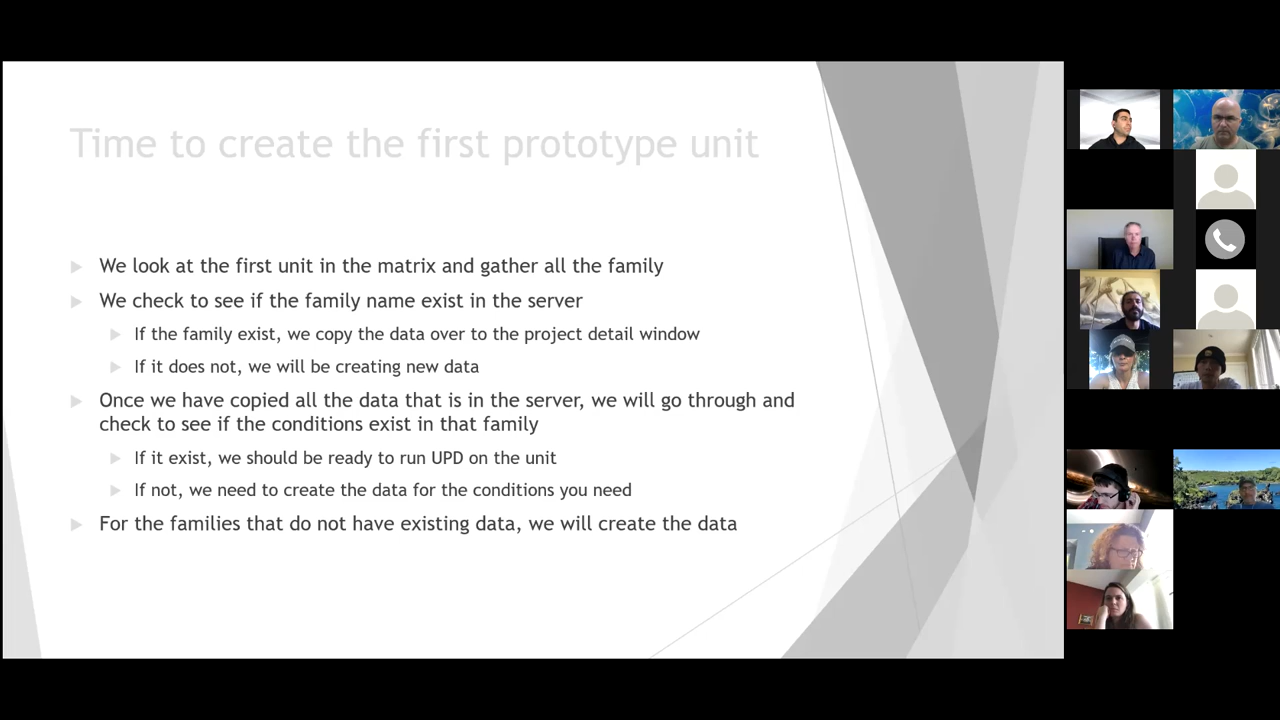 Time to create the first prototype unit
We look at the first unit in the matrix and gather all the family
We check to see if the family name exist in the server
If the family exist, we copy the data over to the project detail window
If it does not, we will be creating new data
Once we have copied all the data that is in the server, we will go through and
check to see if the conditions exist in that family
If it exist, we should be ready to run UPD on the unit
If not, we need to create the data for the conditions you need
For the families that do not have existing data, we will create the data